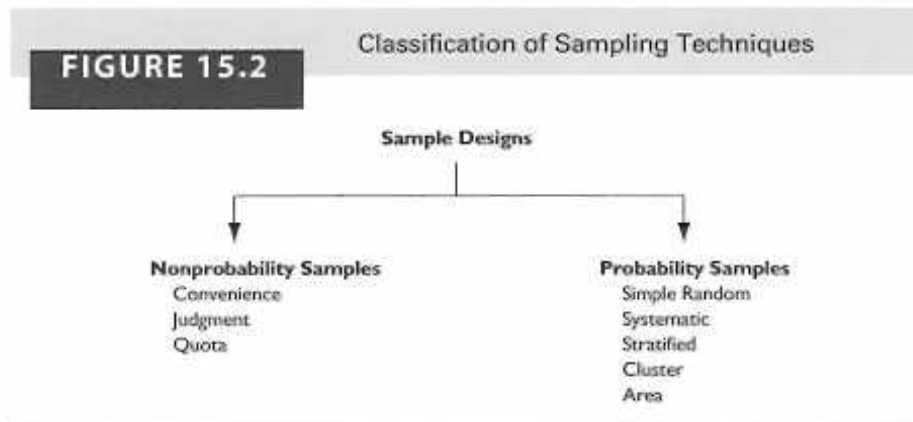 FIGURE 15.2
Classification of Sampling Techniques
Sample Designs
Nonprobability Samples
Convenience
Judgment
Quota
Probability Samples
Simple Random
Systematic
Stratified
Cluster
Area